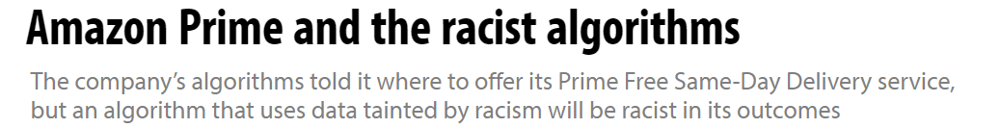 Amazon Prime and the racist algorithms
The company’s algorithms told it where to offer its Prime Free Same-Day Delivery service,
but an algorithm that uses data tainted by racism will be racist in its outcomes